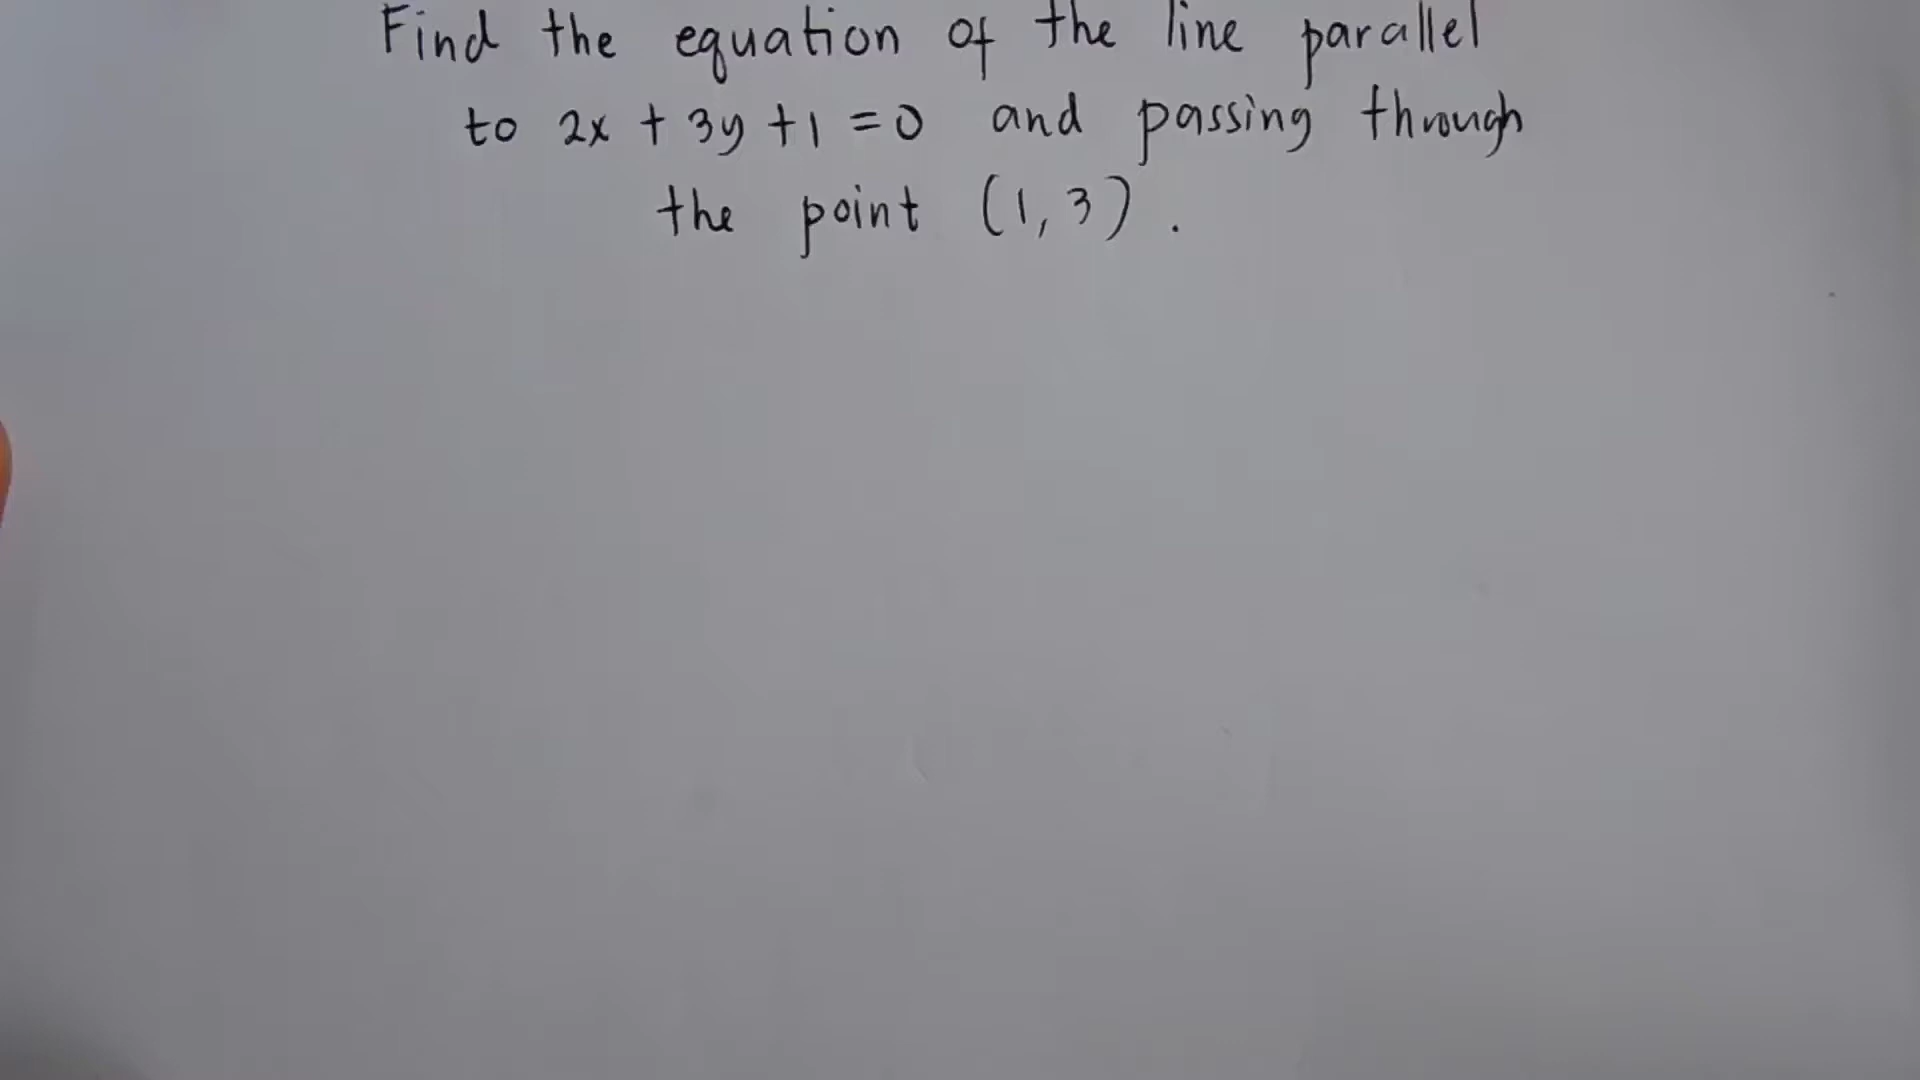 Find the equation of the line parallel
to 2x + 3y + 1 = 0 and passing through
the point (1, 3).